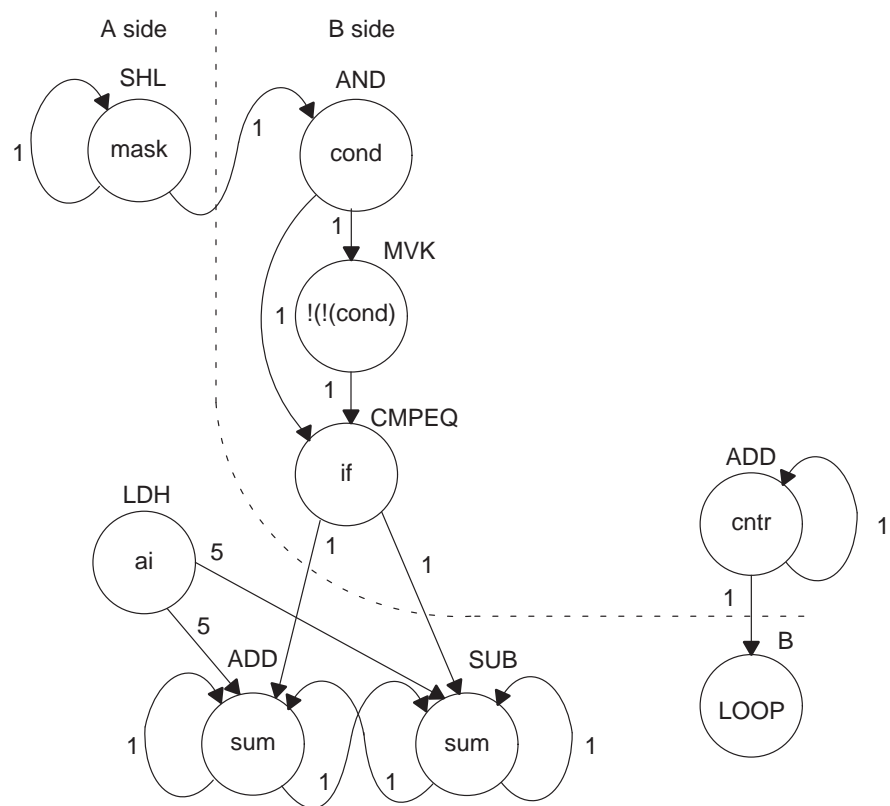 A side
B side
SHL
AND
1
mask
1
cond
1
MVK
1
!(!(cond)
1
CMPEQ
if
ADD
LDH
cntr
1
ai
5
1
1
1
5
B
ADD
SUB
LOOP
1
sum
1
1
sum
1